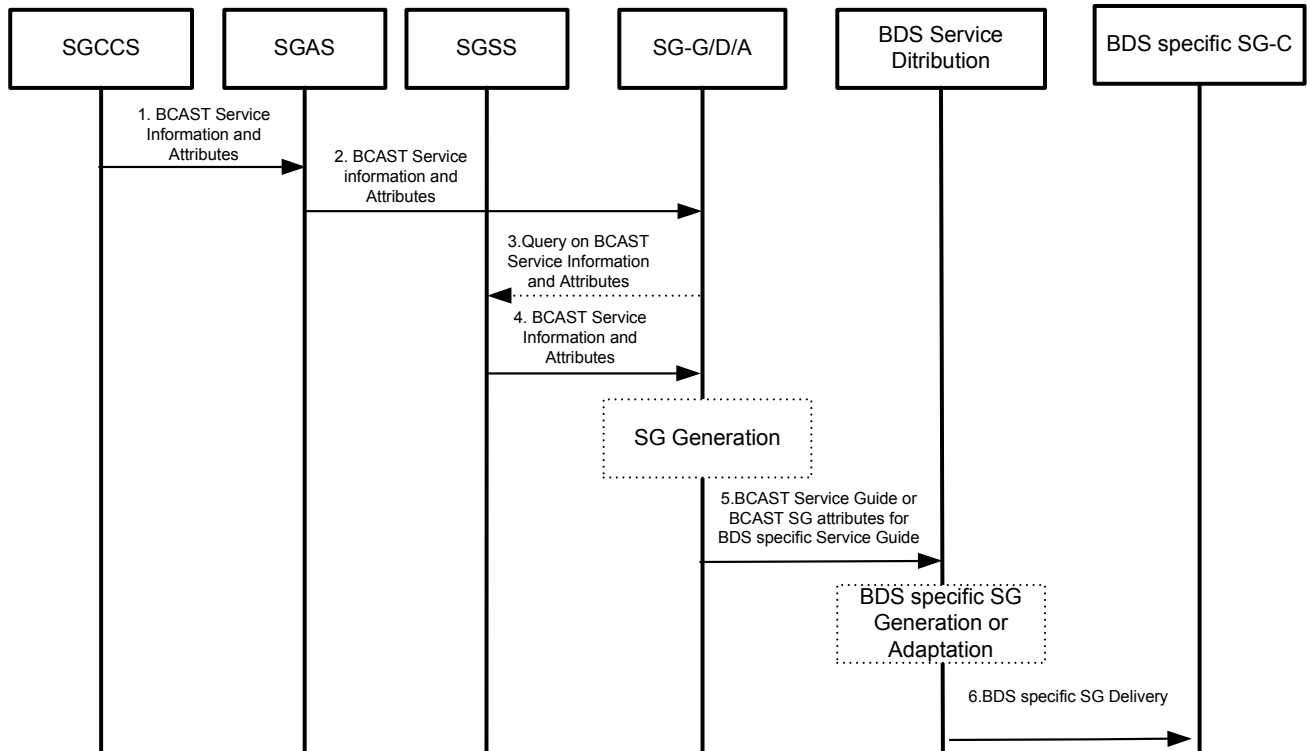 SGCCS
SGAS
SGSS
SG-G/D/A
BDS Service
Ditribution
BDS specific SG-C
1. BCAST Service
Information and
Attributes
2. BCAST Service
information and
Attributes
3.Query on BCAST
Service Information
and Attributes
4. BCAST Service
Information and
Attributes
SG Generation
5.BCAST Service Guide or
BCAST SG attributes for
BDS specific Service Guide
BDS specific SG
Generation or
Adaptation
6.BDS specific SG Delivery